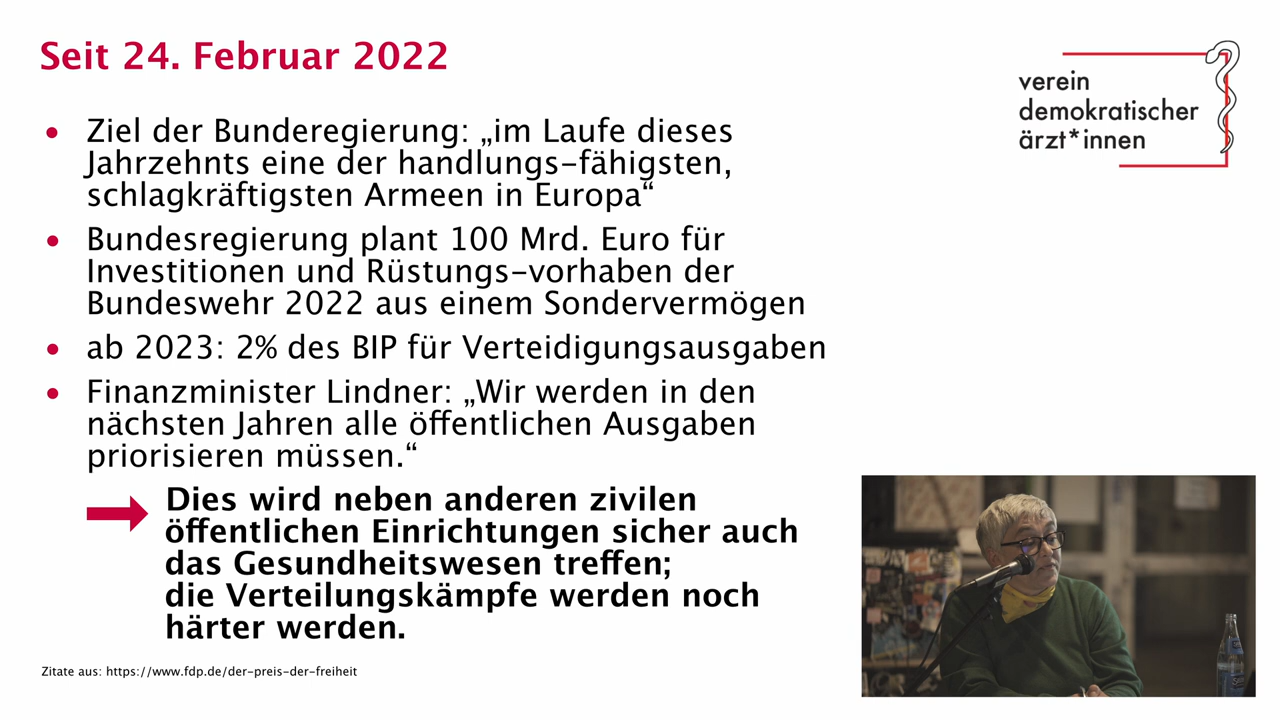 Seit 24. Februar 2022
verein
demokratischer
ärzt*innen
• Ziel der Bunderegierung: „im Laufe dieses
Jahrzehnts eine der handlungs-fähigsten,
schlagkräftigsten Armeen in Europa“
• Bundesregierung plant 100 Mrd. Euro für
Investitionen und Rüstungs-vorhaben der
Bundeswehr 2022 aus einem Sondervermögen
• ab 2023: 2% des BIP für Verteidigungsausgaben
• Finanzminister Lindner: „Wir werden in den
nächsten Jahren alle öffentlichen Ausgaben
priorisieren müssen.“
Dies wird neben anderen zivilen
öffentlichen Einrichtungen sicher auch
das Gesundheitswesen treffen;
die Verteilungskämpfe werden noch
härter werden.
Zitate aus: https://www.fdp.de/der-preis-der-freiheit